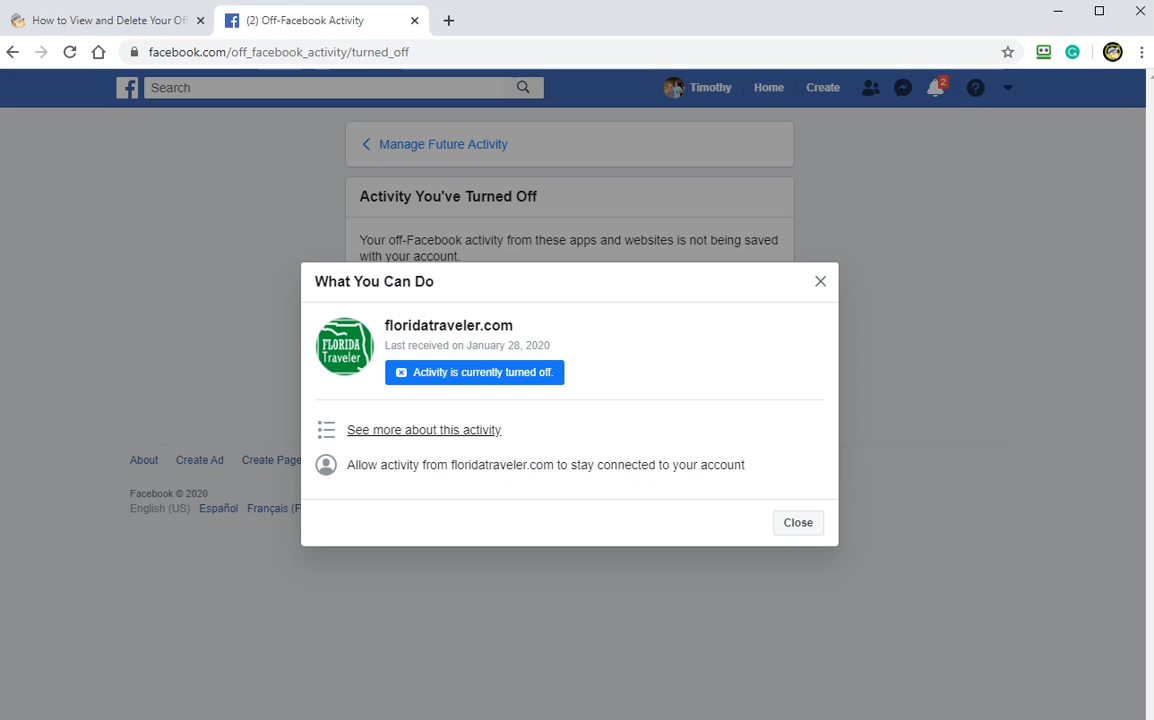 How to View and Delete Your Of
(2) Off-Facebook Activity
facebook.com/off_facebook_activity/turned_off
Search
Timothy
Home
Create
2
Manage Future Activity
Activity You've Turned Off
Your off-Facebook activity from these apps and websites is not being saved
with your account.
What You Can Do
FLORIDA
Traveler
floridatraveler.com
Last received on January 28, 2020
Activity is currently turned off.
See more about this activity
Allow activity from floridatraveler.com to stay connected to your account
Close
About
Create Ad
Create Page
Facebook © 2020
English (US)
Español
Français (F